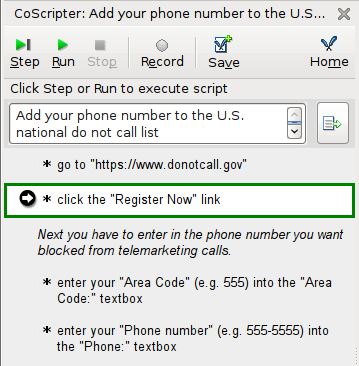 CoScripter: Add your phone number to the U.S...
Step Run Stop Record Save Home
Click Step or Run to execute script
Add your phone number to the U.S.
national do not call list
* go to "https://www.donotcall.gov"
* click the "Register Now" link
Next you have to enter in the phone number you want
blocked from telemarketing calls.
* enter your "Area Code" (e.g. 555) into the "Area
Code:" textbox
* enter your "Phone number" (e.g. 555-5555) into
the "Phone:" textbox